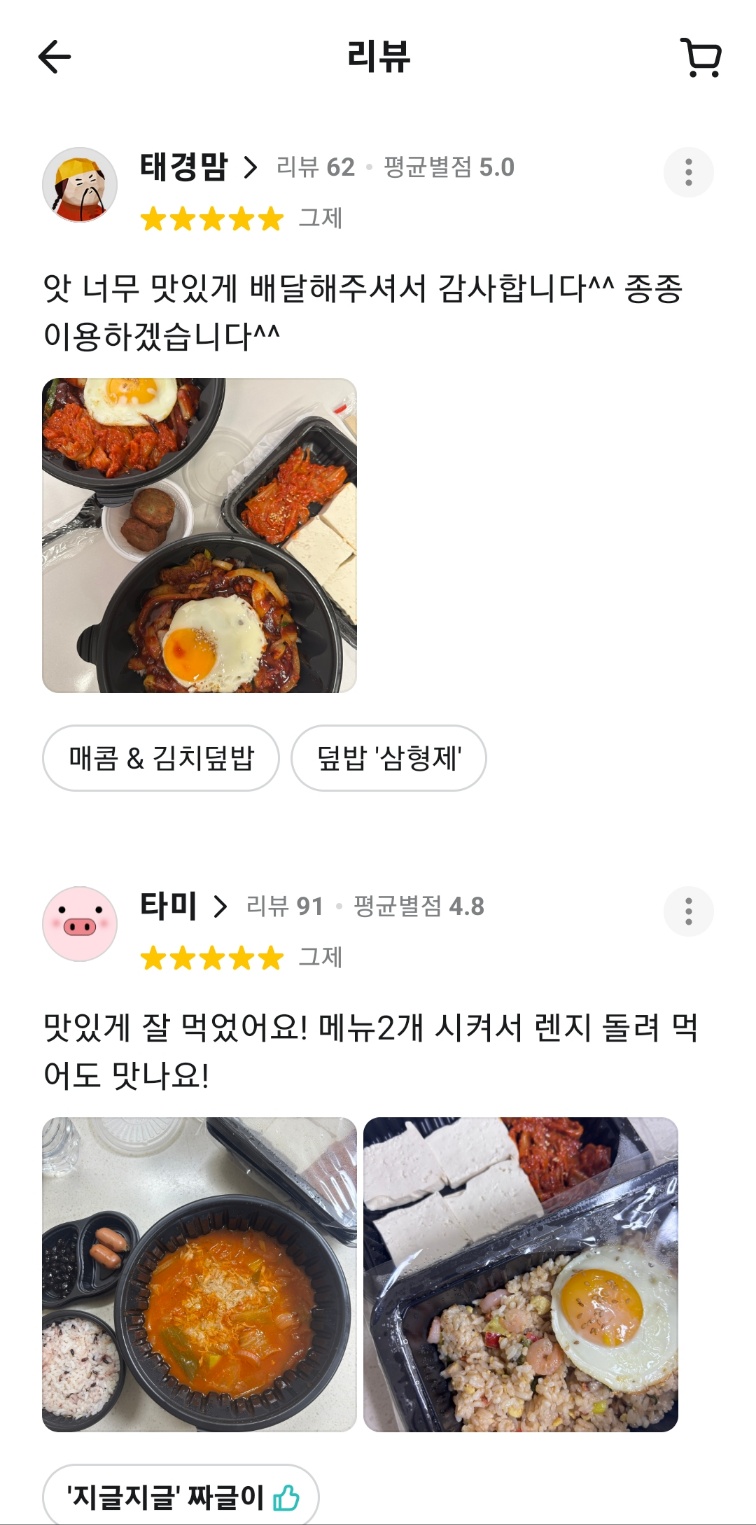 리뷰
태경맘 > 리뷰 62 • 평균별점 5.0
그제
앗 너무 맛있게 배달해주셔서 감사합니다^^ 종종
이용하겠습니다^^
매콤 & 김치덮밥 덮밥 '삼형제'
타미 > 리뷰 91 • 평균별점 4.8
그제
맛있게 잘 먹었어요! 메뉴2개 시켜서 렌지 돌려 먹
어도 맛나요!
'지글지글' 짜글이